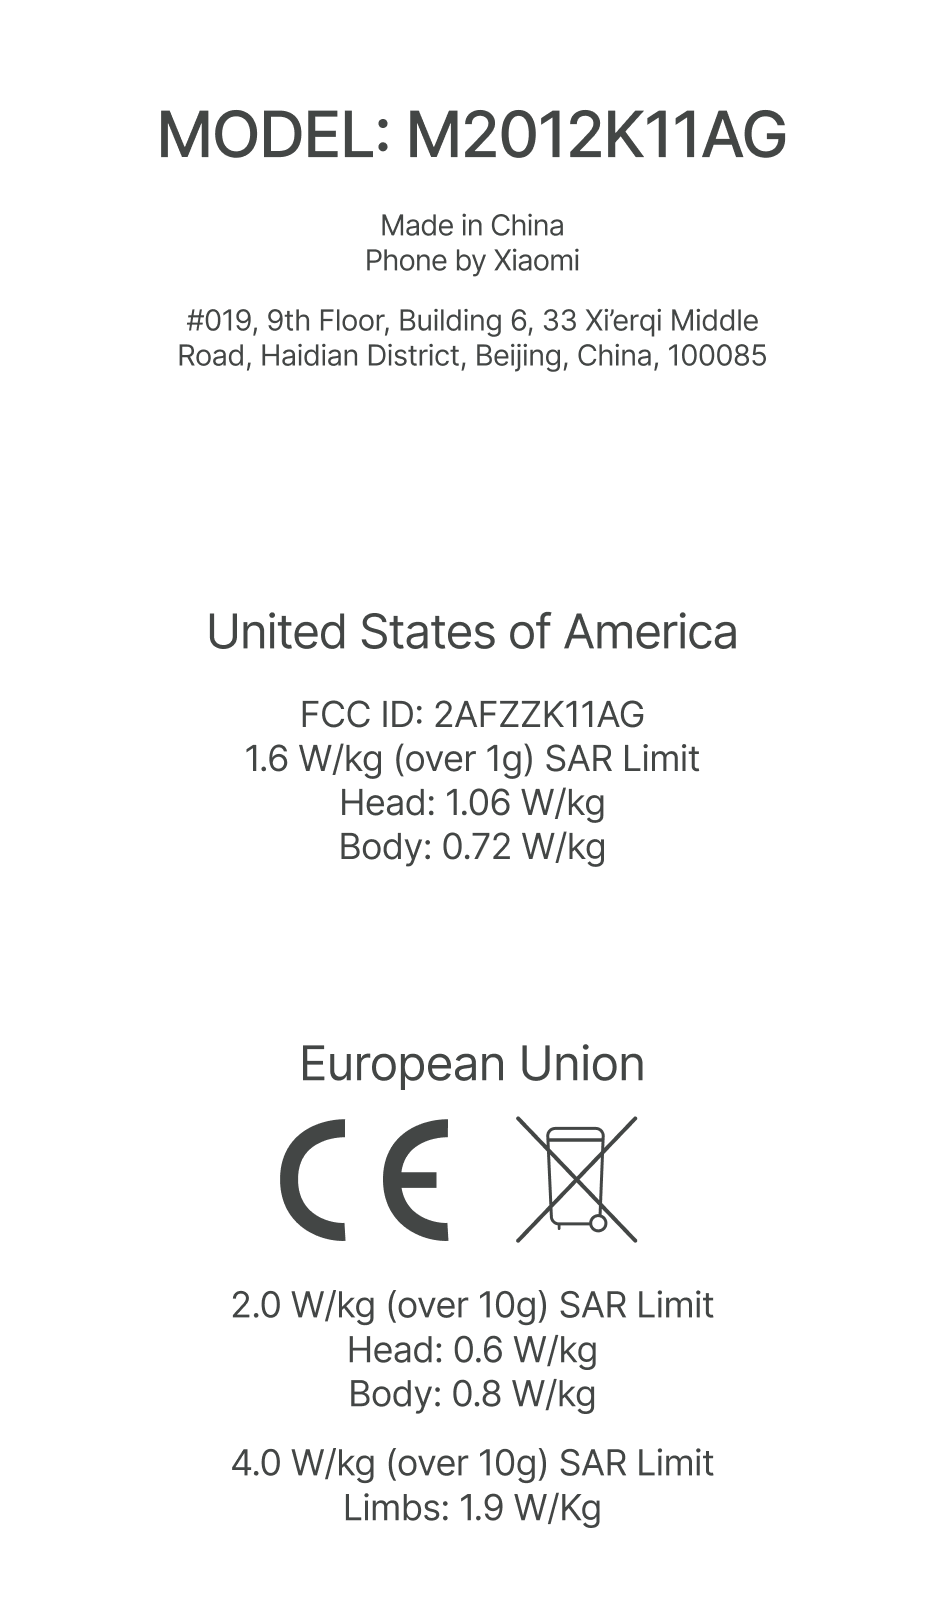 MODEL: M2012K11AG
Made in China
Phone by Xiaomi
#019, 9th Floor, Building 6, 33 Xi’erqi Middle
Road, Haidian District, Beijing, China, 100085
United States of America
FCC ID: 2AFZZK11AG
1.6 W/kg (over 1g) SAR Limit
Head: 1.06 W/kg
Body: 0.72 W/kg
European Union
CE
2.0 W/kg (over 10g) SAR Limit
Head: 0.6 W/kg
Body: 0.8 W/kg
4.0 W/kg (over 10g) SAR Limit
Limbs: 1.9 W/Kg